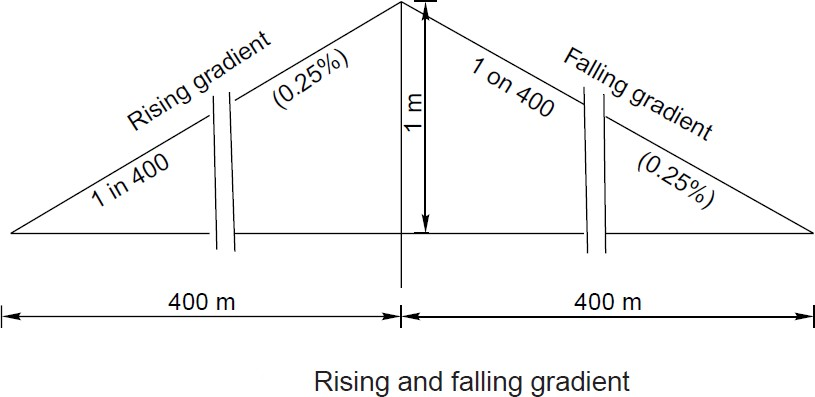 Rising gradient
(0.25%)
1 in 400
1 m
1 on 400
Falling gradient
(0.25%)
400 m
400 m
Rising and falling gradient